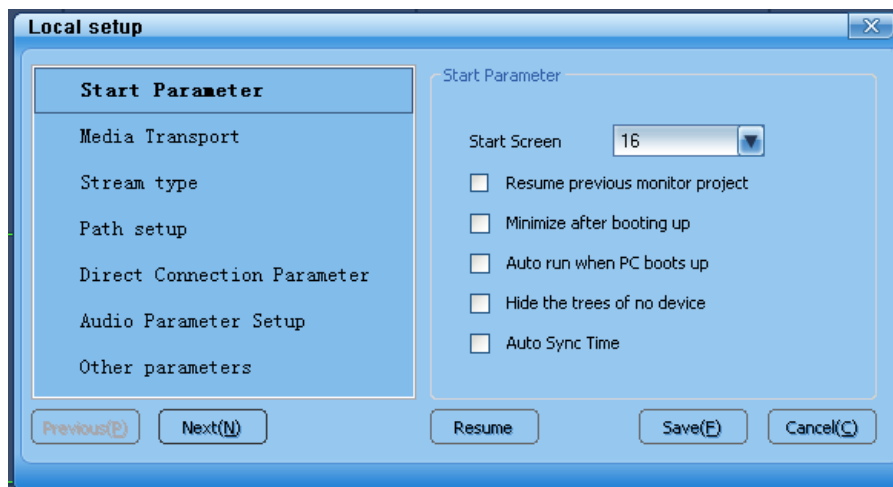 Local setup
Start Parameter
Media Transport
Stream type
Path setup
Direct Connection Parameter
Audio Parameter Setup
Other parameters
Start Parameter
Start Screen 16
Resume previous monitor project
Minimize after booting up
Auto run when PC boots up
Hide the trees of no device
Auto Sync Time
Previous(P) Next(N) Resume Save(F) Cancel(C)